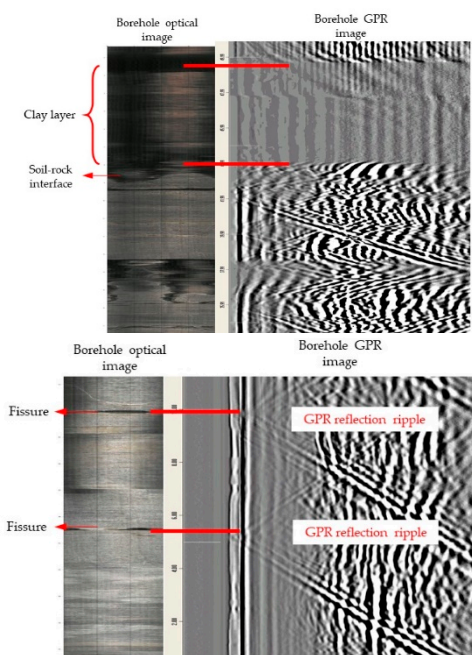 Borehole optical
image
Borehole GPR
image
Clay layer
Soil-rock
interface
Borehole optical
image
Borehole GPR
image
Fissure
GPR reflection ripple
Fissure
GPR reflection ripple